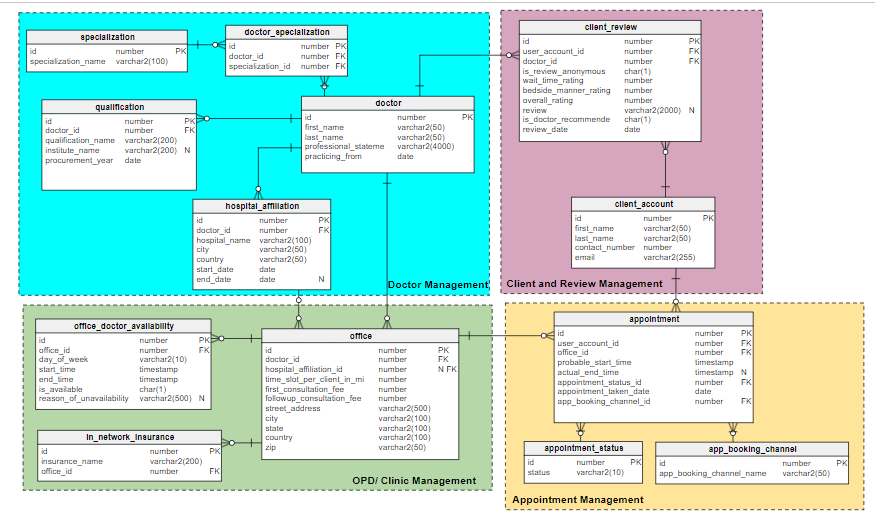 specialization
id number PK
specialization_name varchar2(100)
doctor_specialization
id number PK
doctor_id number FK
specialization_id number FK
qualification
id number PK
doctor_id number FK
qualification_name varchar2(200)
institute_name varchar2(200) N
procurement_year date
doctor
id number PK
first_name varchar2(50)
last_name varchar2(50)
professional_stateme varchar2(4000)
practicing_from date
hospital_affiliation
id number PK
doctor_id number FK
hospital_name varchar2(100)
city varchar2(50)
country varchar2(50)
start_date date
end_date date N
Doctor Management
client_review
id number PK
user_account_id number FK
doctor_id number FK
is_review_anonymous char(1)
wait_time_rating number
bedside_manner_rating number
overall_rating number
review varchar2(2000) N
is_doctor_recommende char(1)
review_date date
client_account
id number PK
first_name varchar2(50)
last_name varchar2(50)
contact_number number
email varchar2(255)
Client and Review Management
office_doctor_availability
id number PK
office_id number FK
day_of_week varchar2(10)
start_time timestamp
end_time timestamp
is_available char(1)
reason_of_unavailability varchar2(500) N
in_network_insurance
id number PK
insurance_name varchar2(200)
office_id number FK
office
id number PK
doctor_id number FK
hospital_affiliation_id number N FK
time_slot_per_client_in_mi number
first_consultation_fee number
followup_consultation_fee number
street_address varchar2(500)
city varchar2(100)
state varchar2(100)
country varchar2(100)
zip varchar2(50)
OPD/ Clinic Management
appointment
id number PK
user_account_id number FK
office_id number FK
probable_start_time timestamp
actual_end_time timestamp N
appointment_status_id number FK
appointment_taken_date date
app_booking_channel_id number FK
appointment_status
id number PK
status varchar2(10)
app_booking_channel
id number PK
app_booking_channel_name varchar2(50)
Appointment Management